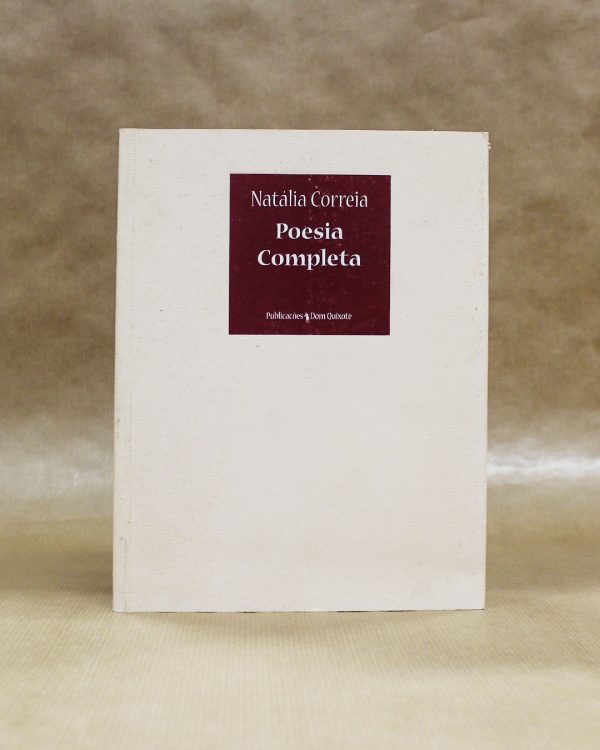 Natália Correia
Poesia
Completa
Publicações Dom Quixote